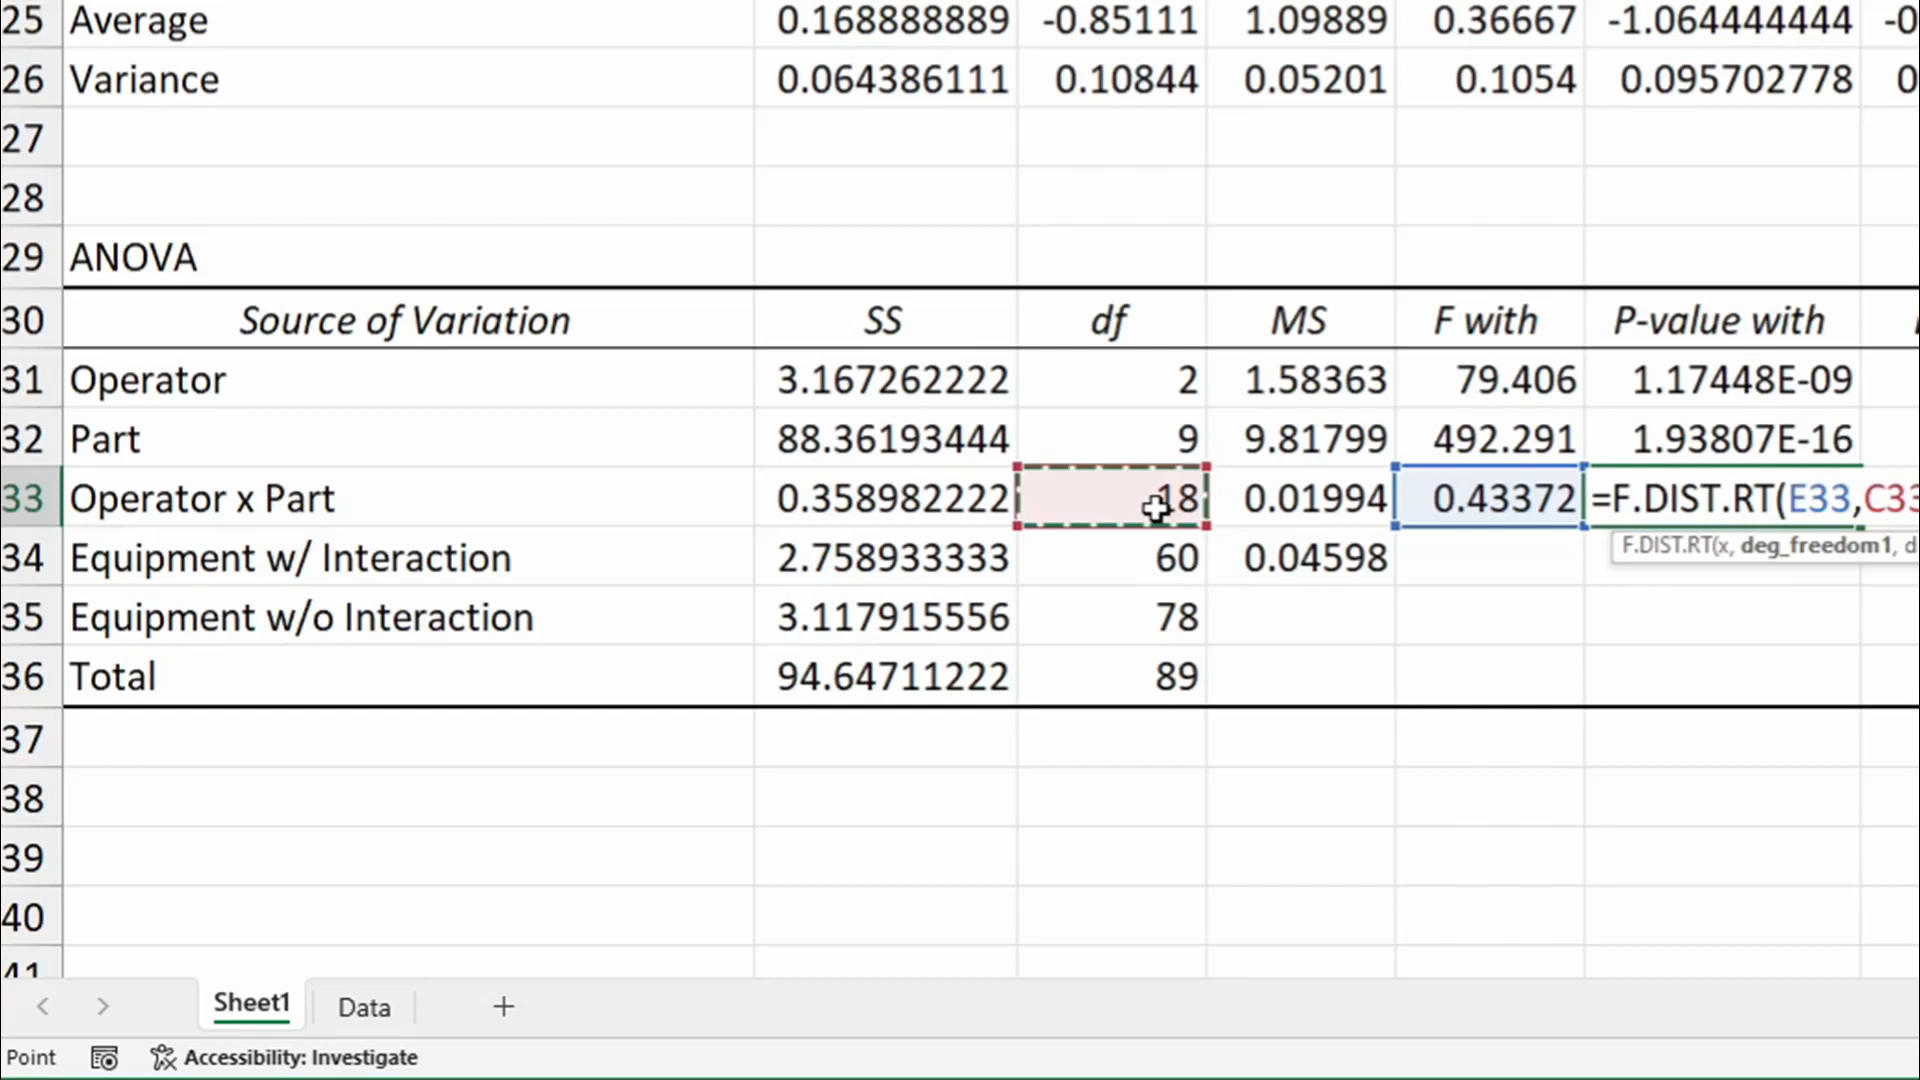 25 Average 0.168888889 -0.85111 1.09889 0.36667 -1.064444444 -0
26 Variance 0.064386111 0.10844 0.05201 0.1054 0.095702778 0
27
28
29 ANOVA
30 Source of Variation SS df MS F with P-value with
31 Operator 3.167262222 2 1.58363 79.406 1.17448E-09
32 Part 88.36193444 9 9.81799 492.291 1.93807E-16
33 Operator x Part 0.358982222 18 0.01994 0.43372 =F.DIST.RT(E33,C33
F.DIST.RT(x, deg_freedom1, d
34 Equipment w/ Interaction 2.758933333 60 0.04598
35 Equipment w/o Interaction 3.117915556 78
36 Total 94.64711222 89
37
38
39
40
41
Sheet1 Data +
Point Accessibility: Investigate